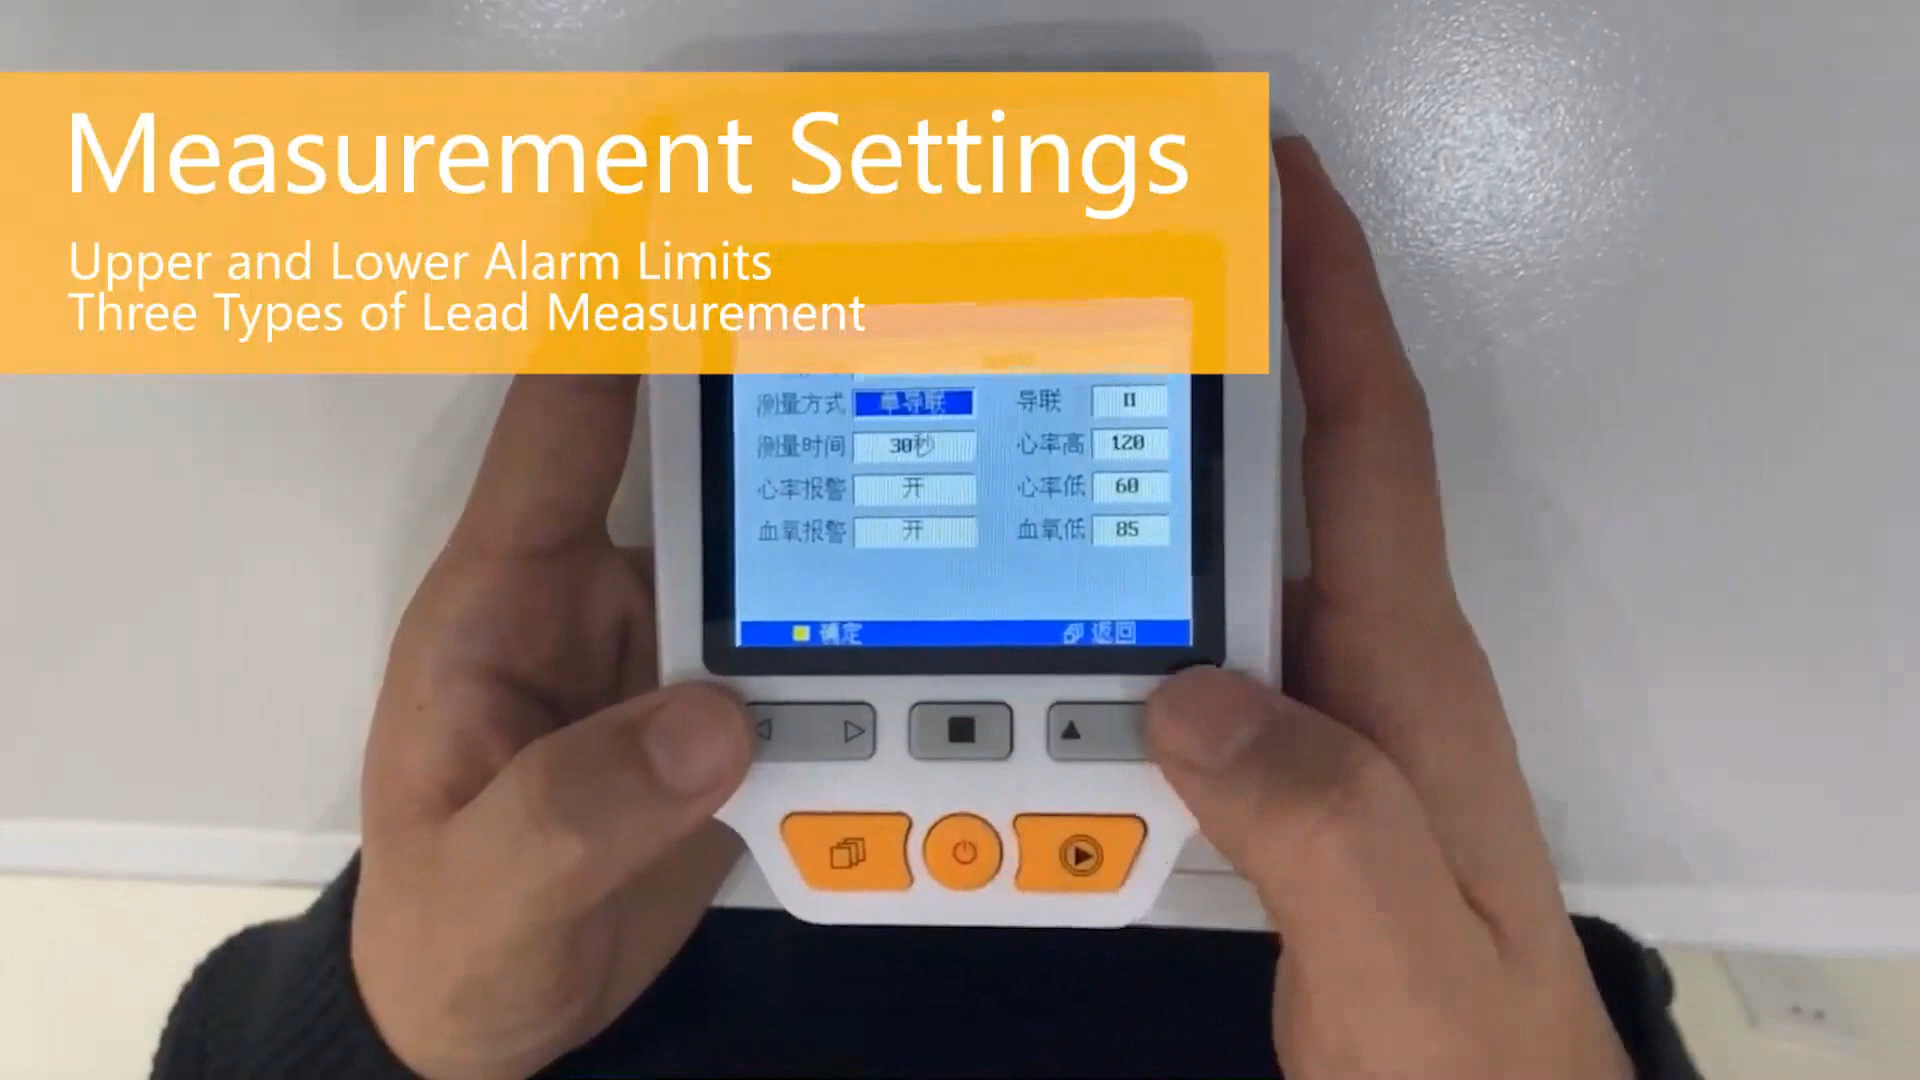 Measurement Settings
Upper and Lower Alarm Limits
Three Types of Lead Measurement
测量方式 单导联 导联 II
测量时间 30秒 心率高 120
心率报警 开 心率低 60
血氧报警 开 血氧低 85
确定 返回